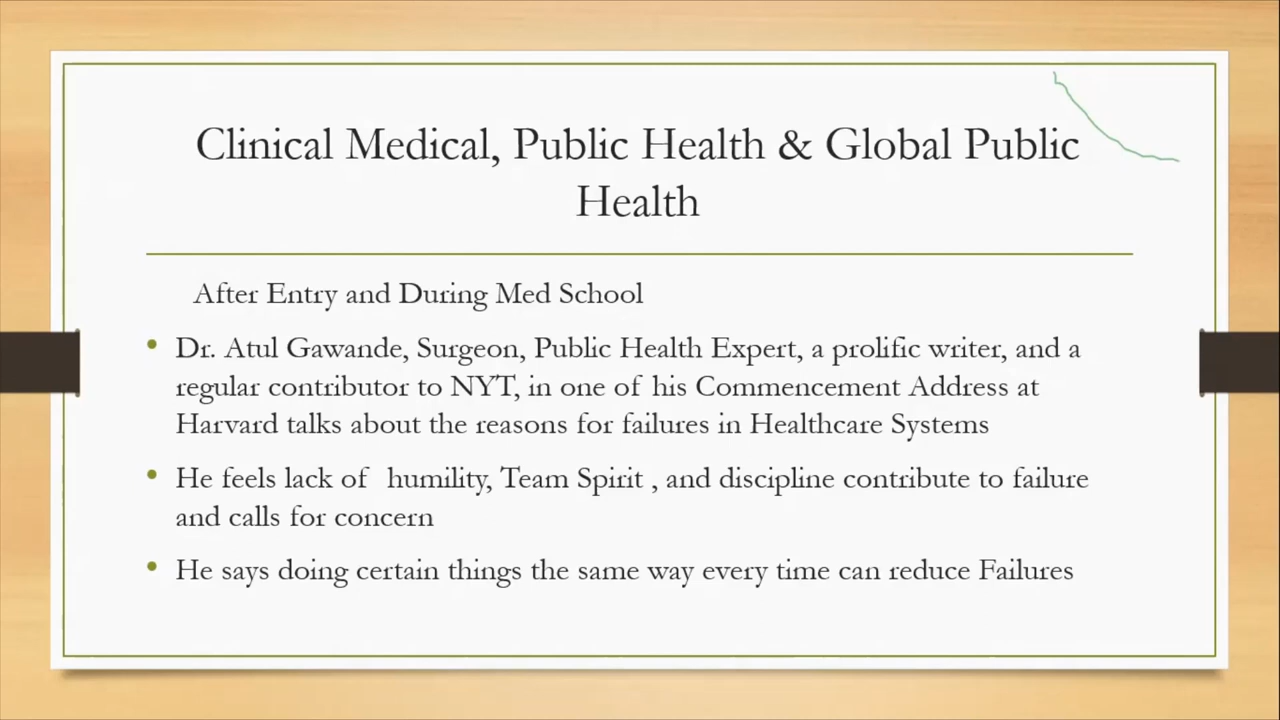 Clinical Medical, Public Health & Global Public
Health
After Entry and During Med School
• Dr. Atul Gawande, Surgeon, Public Health Expert, a prolific writer, and a
regular contributor to NYT, in one of his Commencement Address at
Harvard talks about the reasons for failures in Healthcare Systems
• He feels lack of  humility, Team Spirit , and discipline contribute to failure
and calls for concern
• He says doing certain things the same way every time can reduce Failures